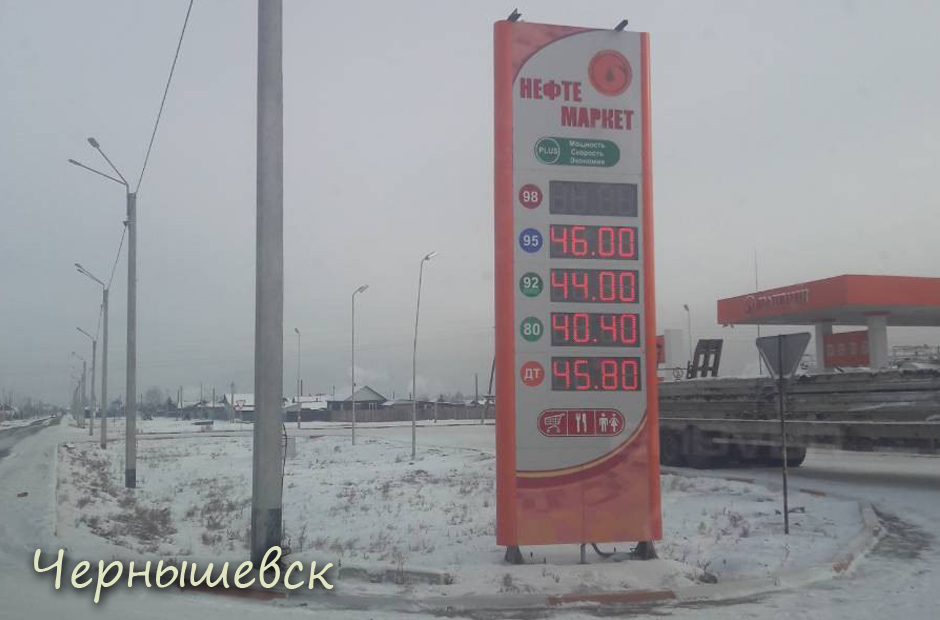 НЕФТЕ
МАРКЕТ
PLUS
Мощность
Скорость
Экономия
98
95 46.00
92 44.00
80 40.40
ДТ 45.80
Чернышевск